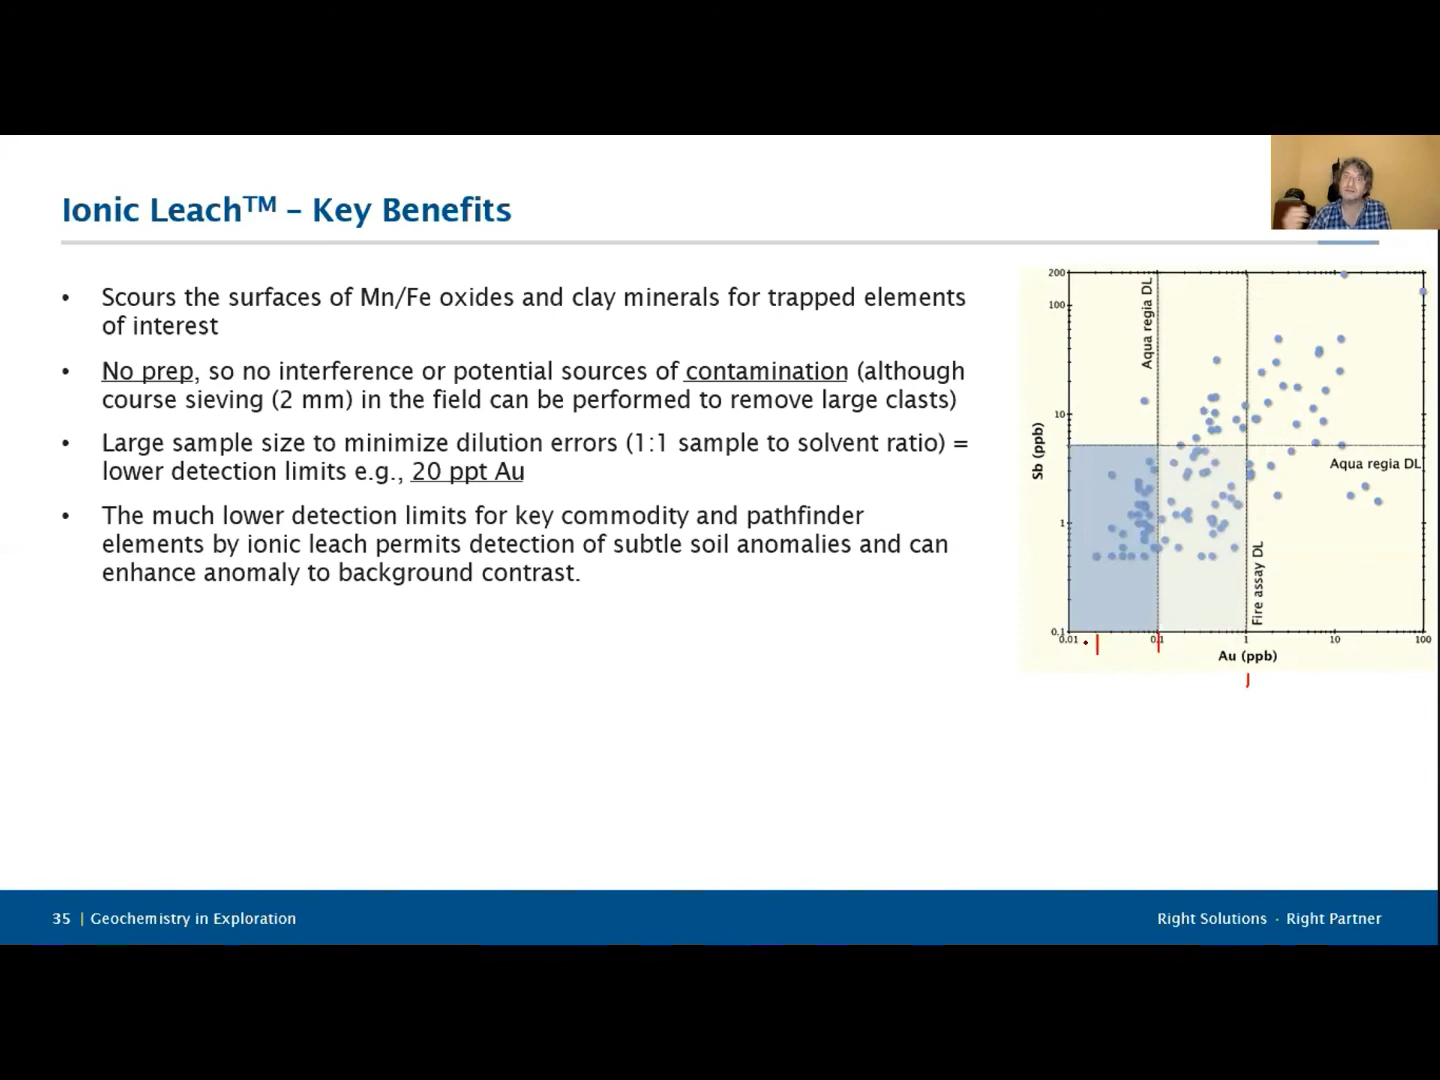 Ionic Leach™ – Key Benefits
• Scours the surfaces of Mn/Fe oxides and clay minerals for trapped elements
of interest
• No prep, so no interference or potential sources of contamination (although
course sieving (2 mm) in the field can be performed to remove large clasts)
• Large sample size to minimize dilution errors (1:1 sample to solvent ratio) =
lower detection limits e.g., 20 ppt Au
• The much lower detection limits for key commodity and pathfinder
elements by ionic leach permits detection of subtle soil anomalies and can
enhance anomaly to background contrast.
200
100
10
1
0.1
Sb (ppb)
Aqua regia DL
Aqua regia DL
Fire assay DL
0.01 0.1 1 10 100
Au (ppb)
35 | Geochemistry in Exploration
Right Solutions · Right Partner